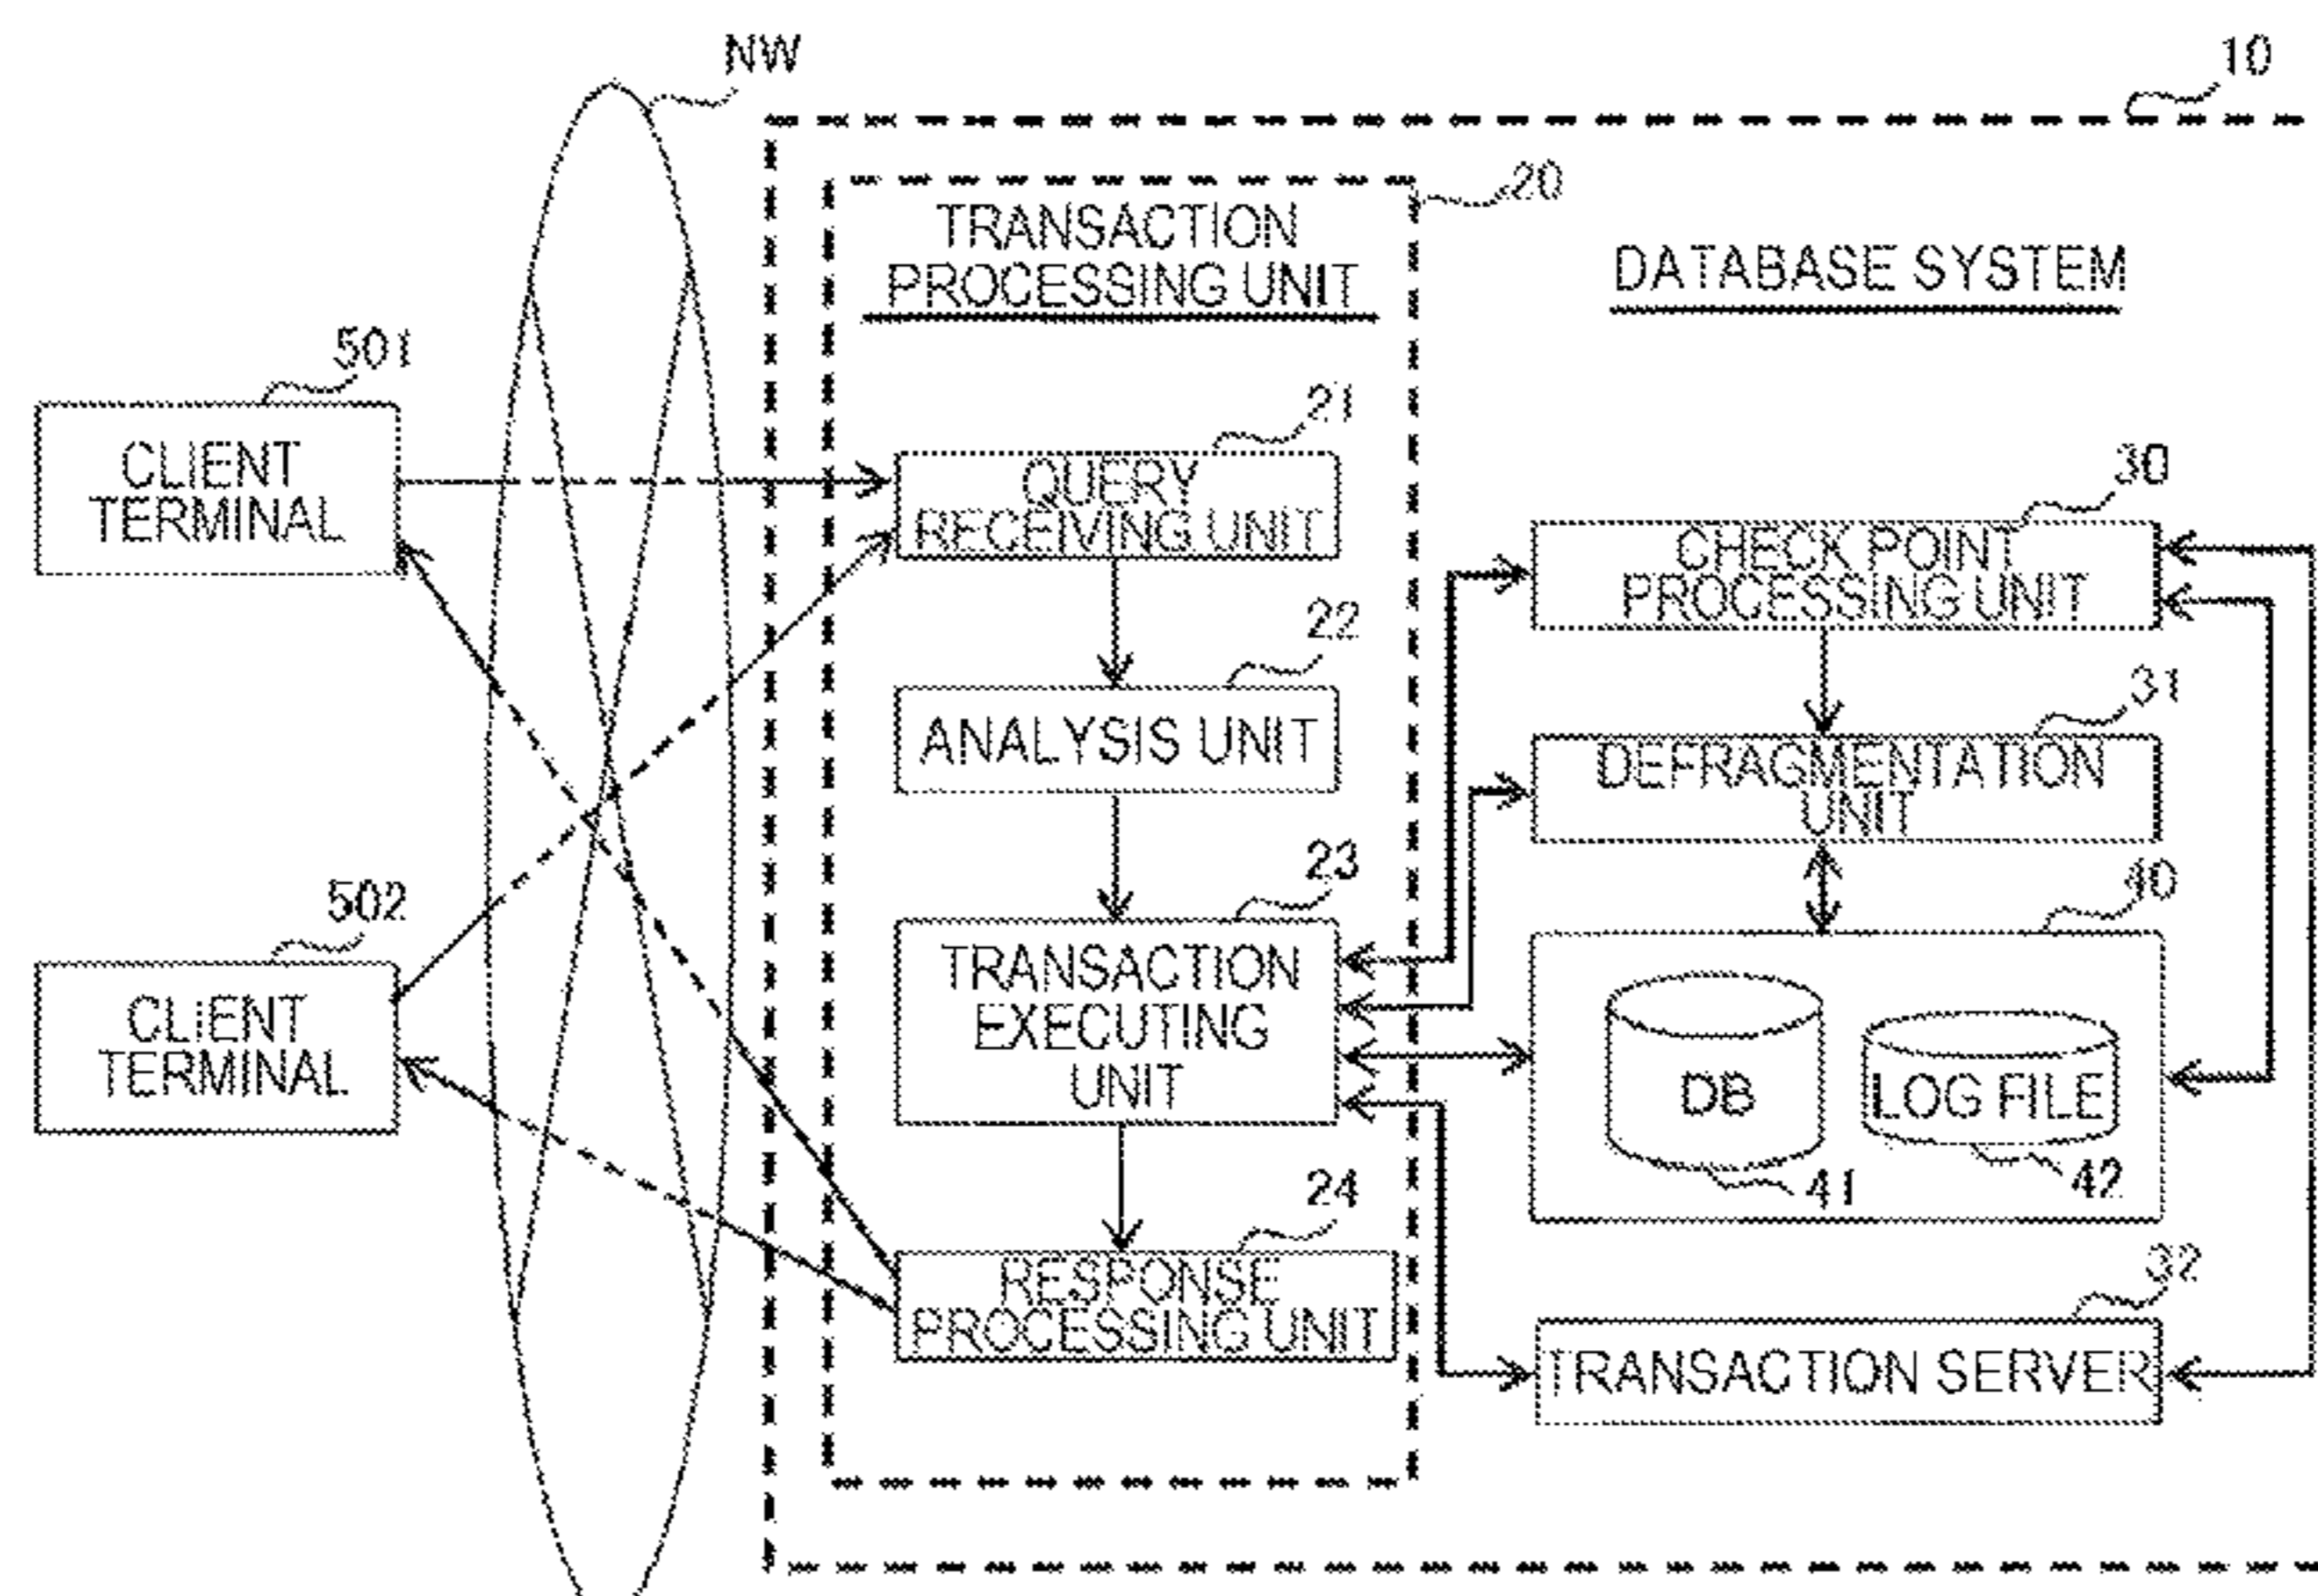 NW
10
20
TRANSACTION
PROCESSING UNIT
DATABASE SYSTEM
501
CLIENT
TERMINAL
21
QUERY
RECEIVING UNIT
30
CHECK POINT
PROCESSING UNIT
22
ANALYSIS UNIT
31
DEFRAGMENTATION
UNIT
502
CLIENT
TERMINAL
23
TRANSACTION
EXECUTING
UNIT
40
DB
41
LOG FILE
42
24
RESPONSE
PROCESSING UNIT
32
TRANSACTION SERVER